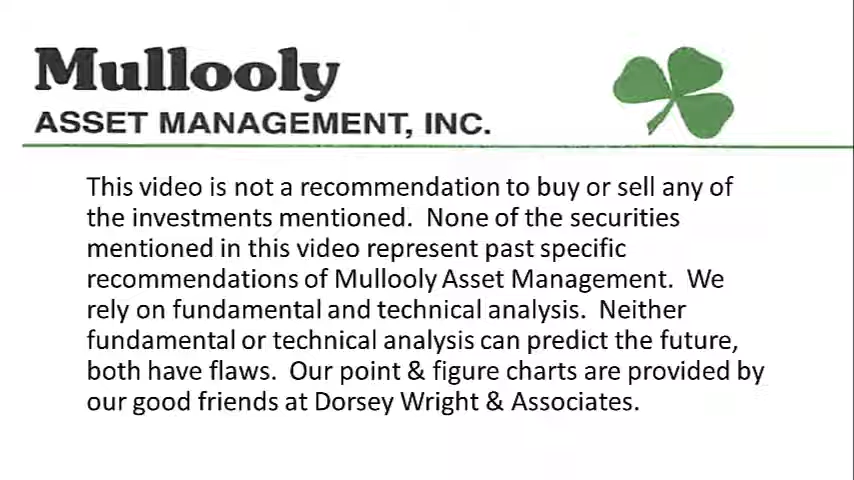 Mullooly
ASSET MANAGEMENT, INC.
This video is not a recommendation to buy or sell any of
the investments mentioned.  None of the securities
mentioned in this video represent past specific
recommendations of Mullooly Asset Management.  We
rely on fundamental and technical analysis.  Neither
fundamental or technical analysis can predict the future,
both have flaws.  Our point & figure charts are provided by
our good friends at Dorsey Wright & Associates.